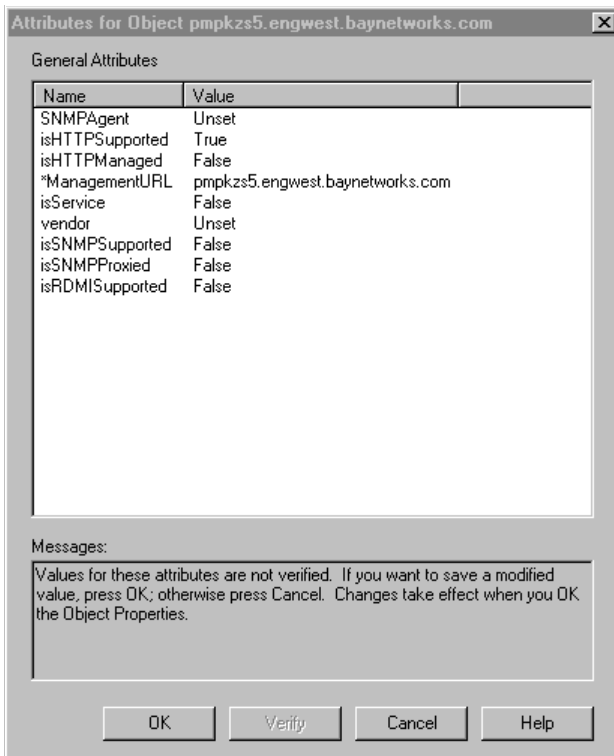 Attributes for Object pmpkzs5.engwest.baynetworks.com
General Attributes
Name Value
SNMPAgent Unset
isHTTPSupported True
isHTTPManaged False
*ManagementURL pmpkzs5.engwest.baynetworks.com
isService False
vendor Unset
isSNMPSupported False
isSNMPProxied False
isRDMISupported False
Messages:
Values for these attributes are not verified. If you want to save a modified
value, press OK; otherwise press Cancel. Changes take effect when you OK
the Object Properties.
OK Verify Cancel Help